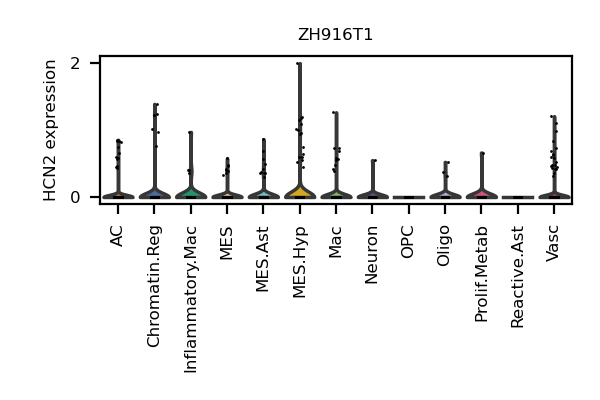 ZH916T1
HCN2 expression
2
0
AC
Chromatin.Reg
Inflammatory.Mac
MES
MES.Ast
MES.Hyp
Mac
Neuron
OPC
Oligo
Prolif.Metab
Reactive.Ast
Vasc